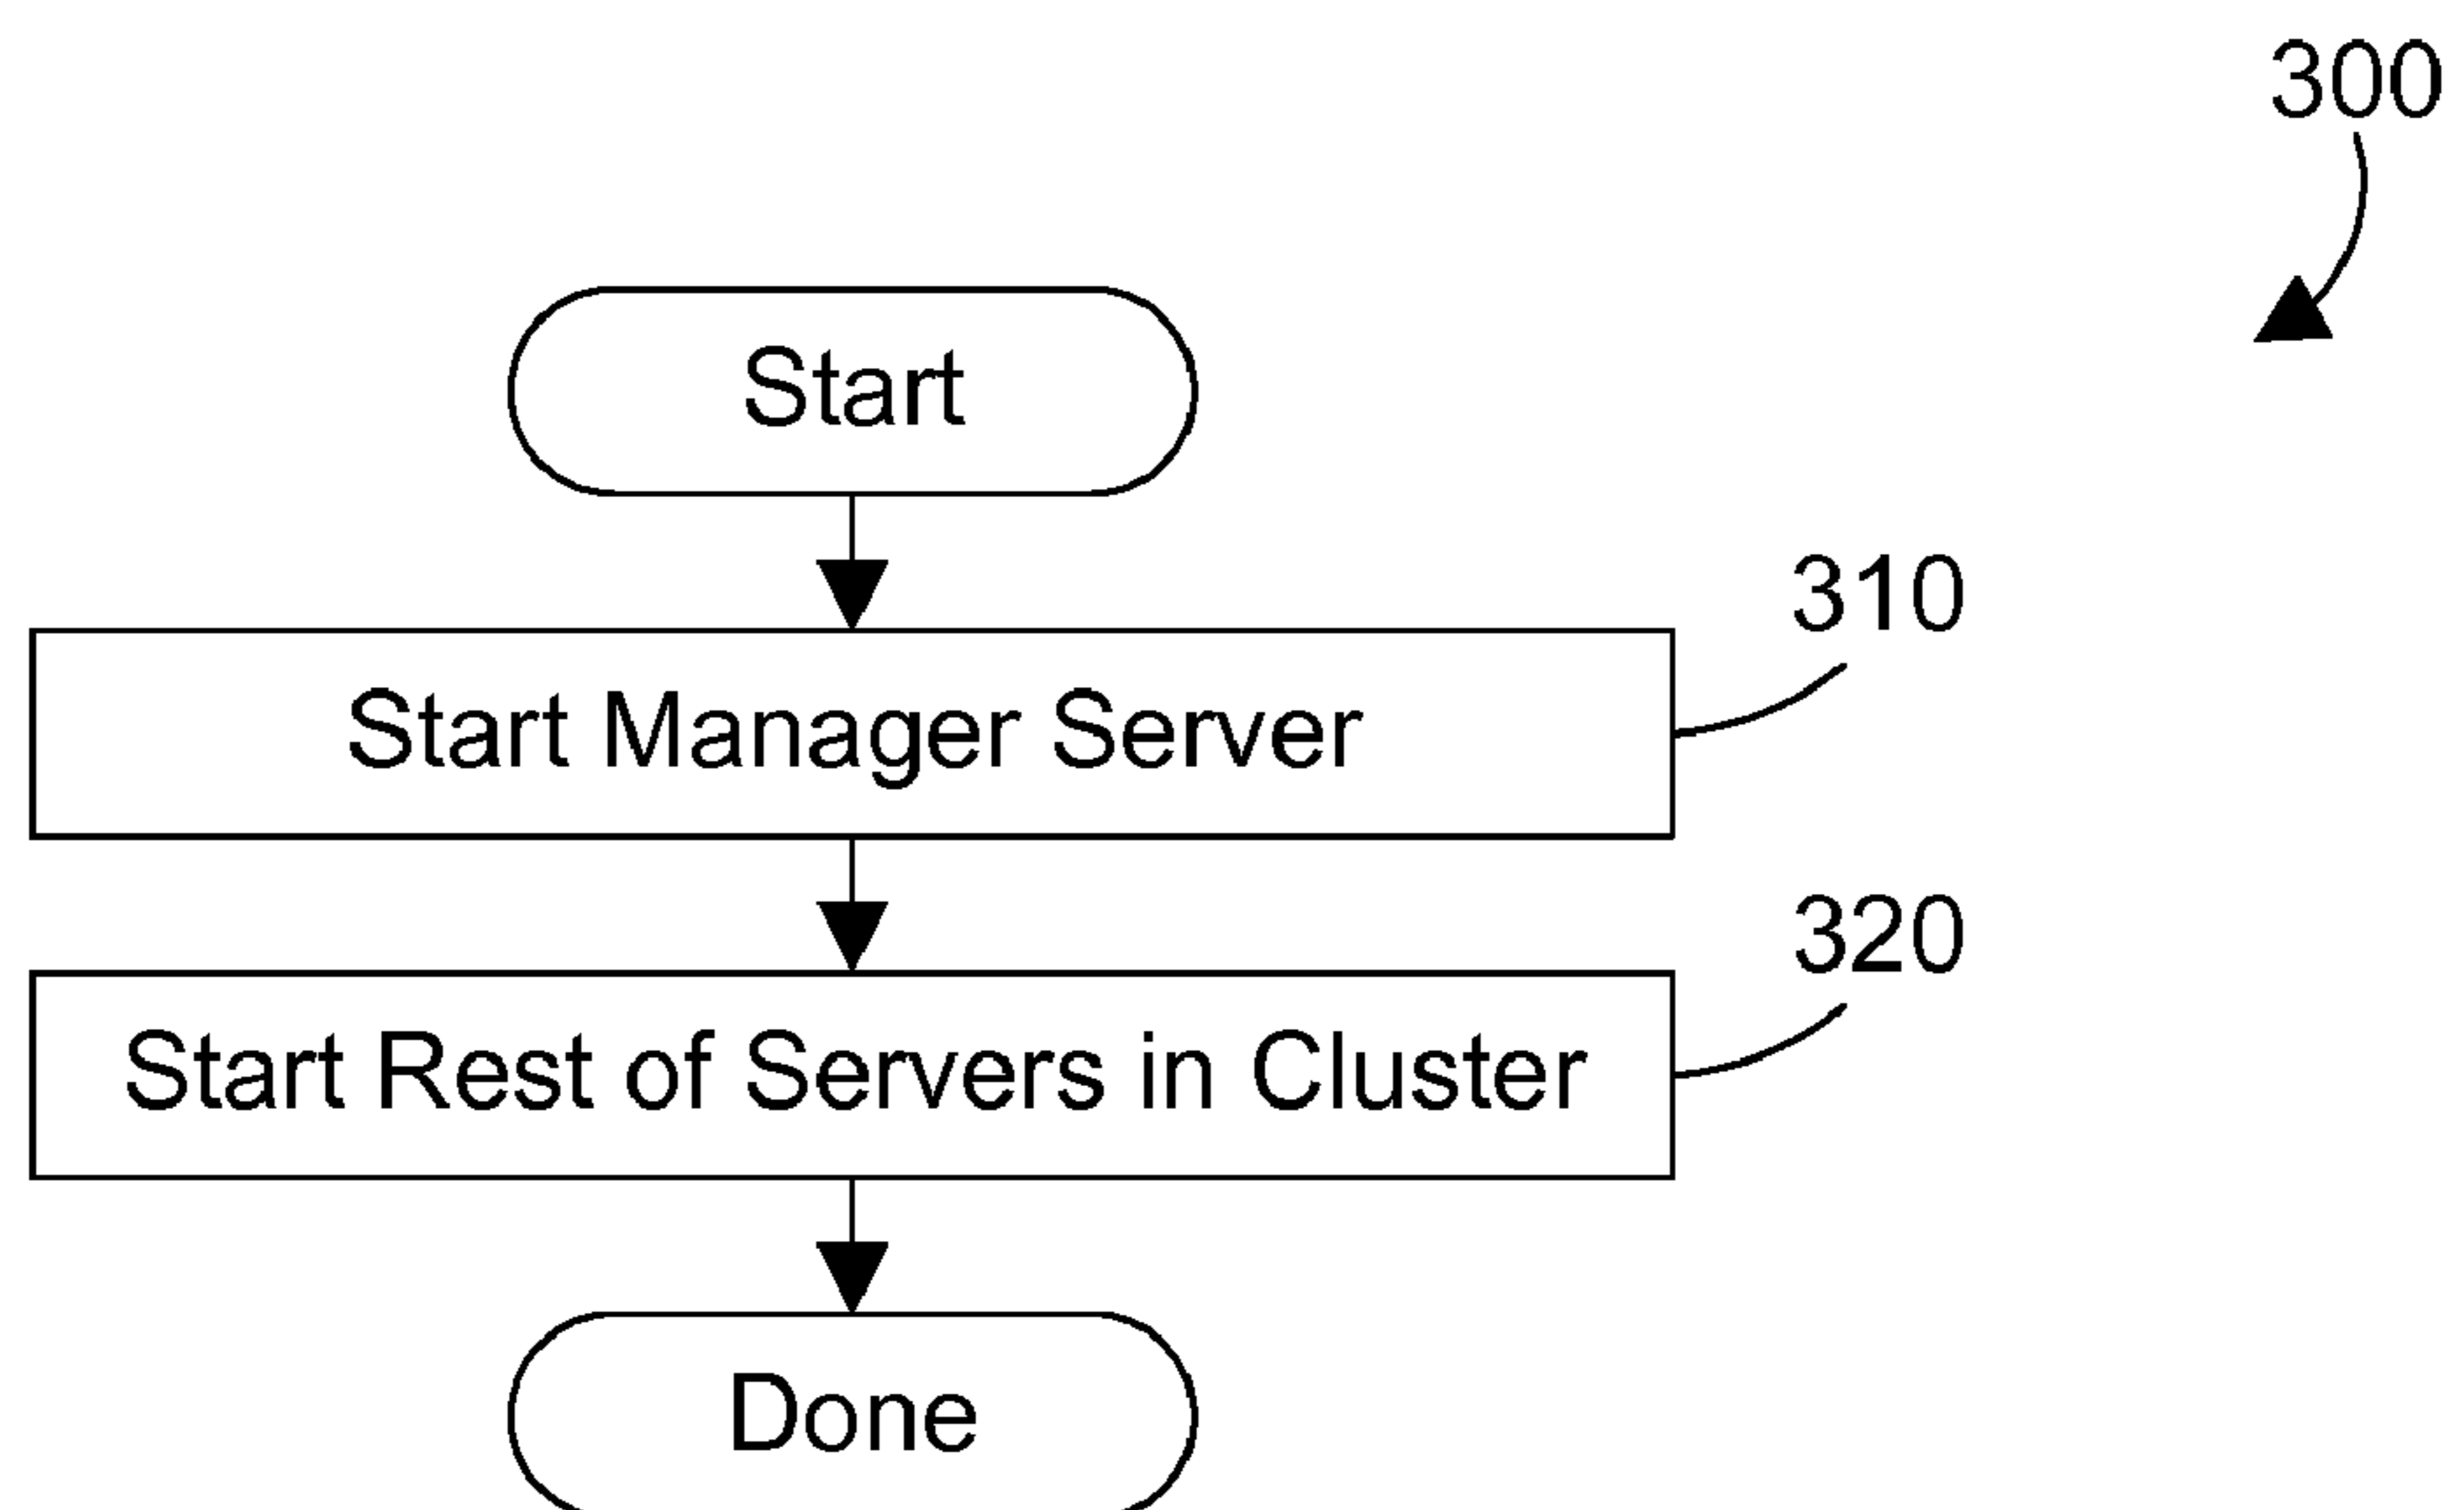 300
Start
310
Start Manager Server
320
Start Rest of Servers in Cluster
Done